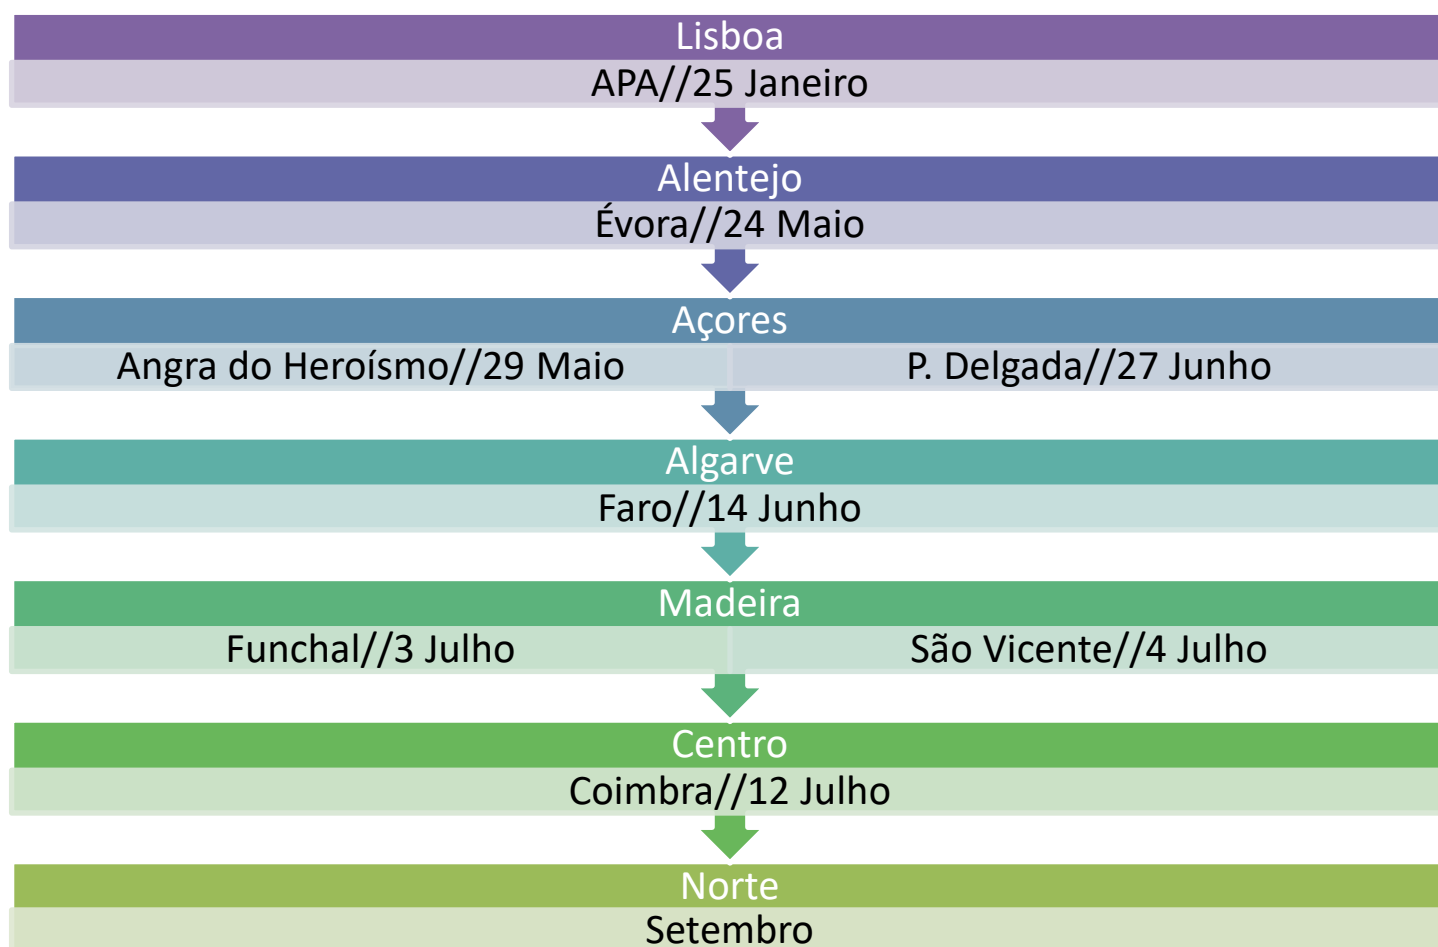 Lisboa
APA//25 Janeiro
Alentejo
Évora//24 Maio
Açores
Angra do Heroísmo//29 Maio
P. Delgada//27 Junho
Algarve
Faro//14 Junho
Madeira
Funchal//3 Julho
São Vicente//4 Julho
Centro
Coimbra//12 Julho
Norte
Setembro